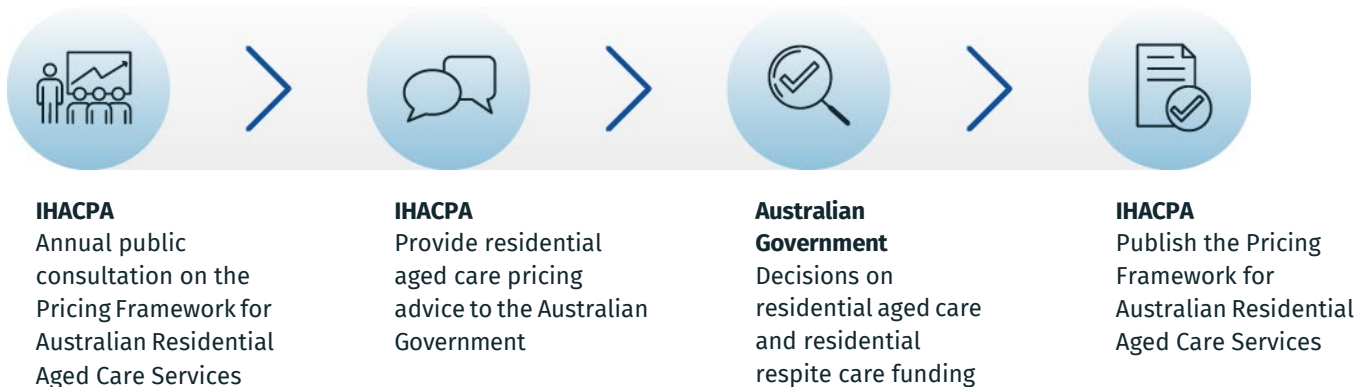 IHACPA
Annual public
consultation on the
Pricing Framework for
Australian Residential
Aged Care Services
IHACPA
Provide residential
aged care pricing
advice to the Australian
Government
Australian
Government
Decisions on
residential aged care
and residential
respite care funding
IHACPA
Publish the Pricing
Framework for
Australian Residential
Aged Care Services